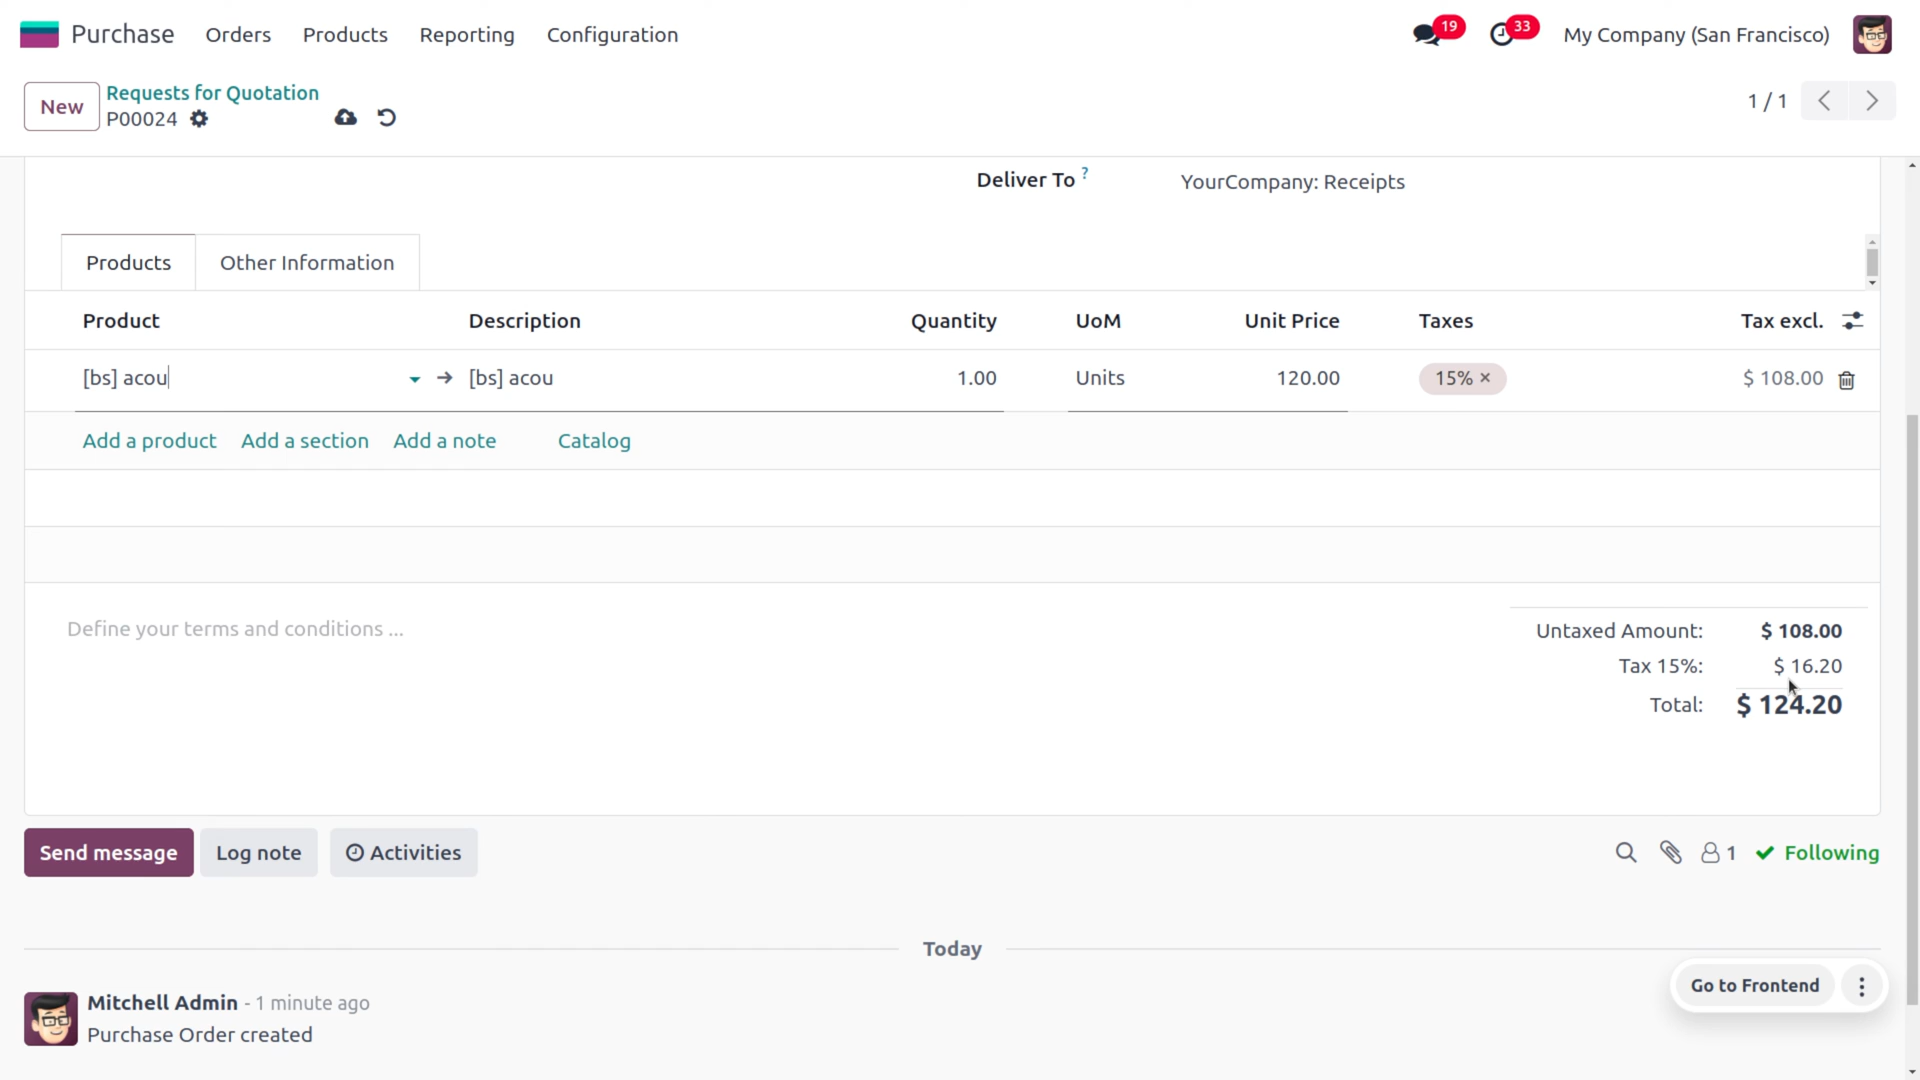 Purchase Orders Products Reporting Configuration 19 33 My Company (San Francisco)
New Requests for Quotation
P00024 1 / 1
Deliver To ? YourCompany: Receipts
Products Other Information
Product Description Quantity UoM Unit Price Taxes Tax excl.
[bs] acou [bs] acou 1.00 Units 120.00 15% × $ 108.00
Add a product Add a section Add a note Catalog
Define your terms and conditions ...
Untaxed Amount: $ 108.00
Tax 15%: $ 16.20
Total: $ 124.20
Send message Log note Activities 1 Following
Today
Go to Frontend
Mitchell Admin - 1 minute ago
Purchase Order created